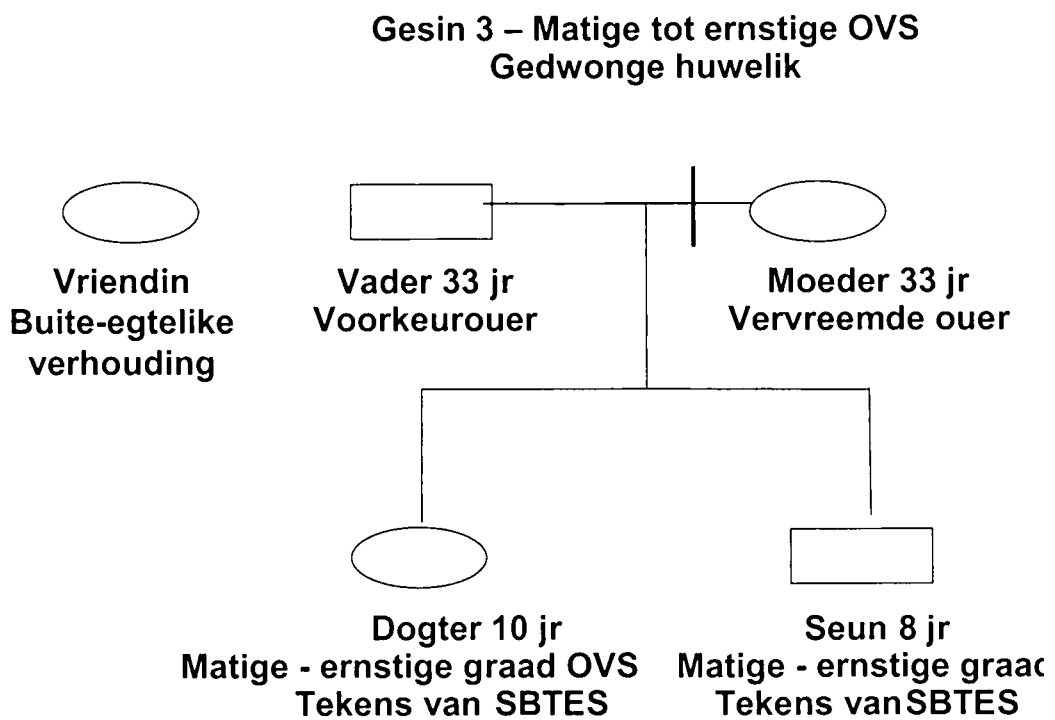 Gesin 3 – Matige tot ernstige OVS
Gedwonge huwelik
Vriendin
Buite-egtelike
verhouding
Vader 33 jr
Voorkeurouer
Moeder 33 jr
Vervreemde ouer
Dogter 10 jr
Matige - ernstige graad OVS
Tekens van SBTES
Seun 8 jr
Matige - ernstige graad
Tekens van SBTES